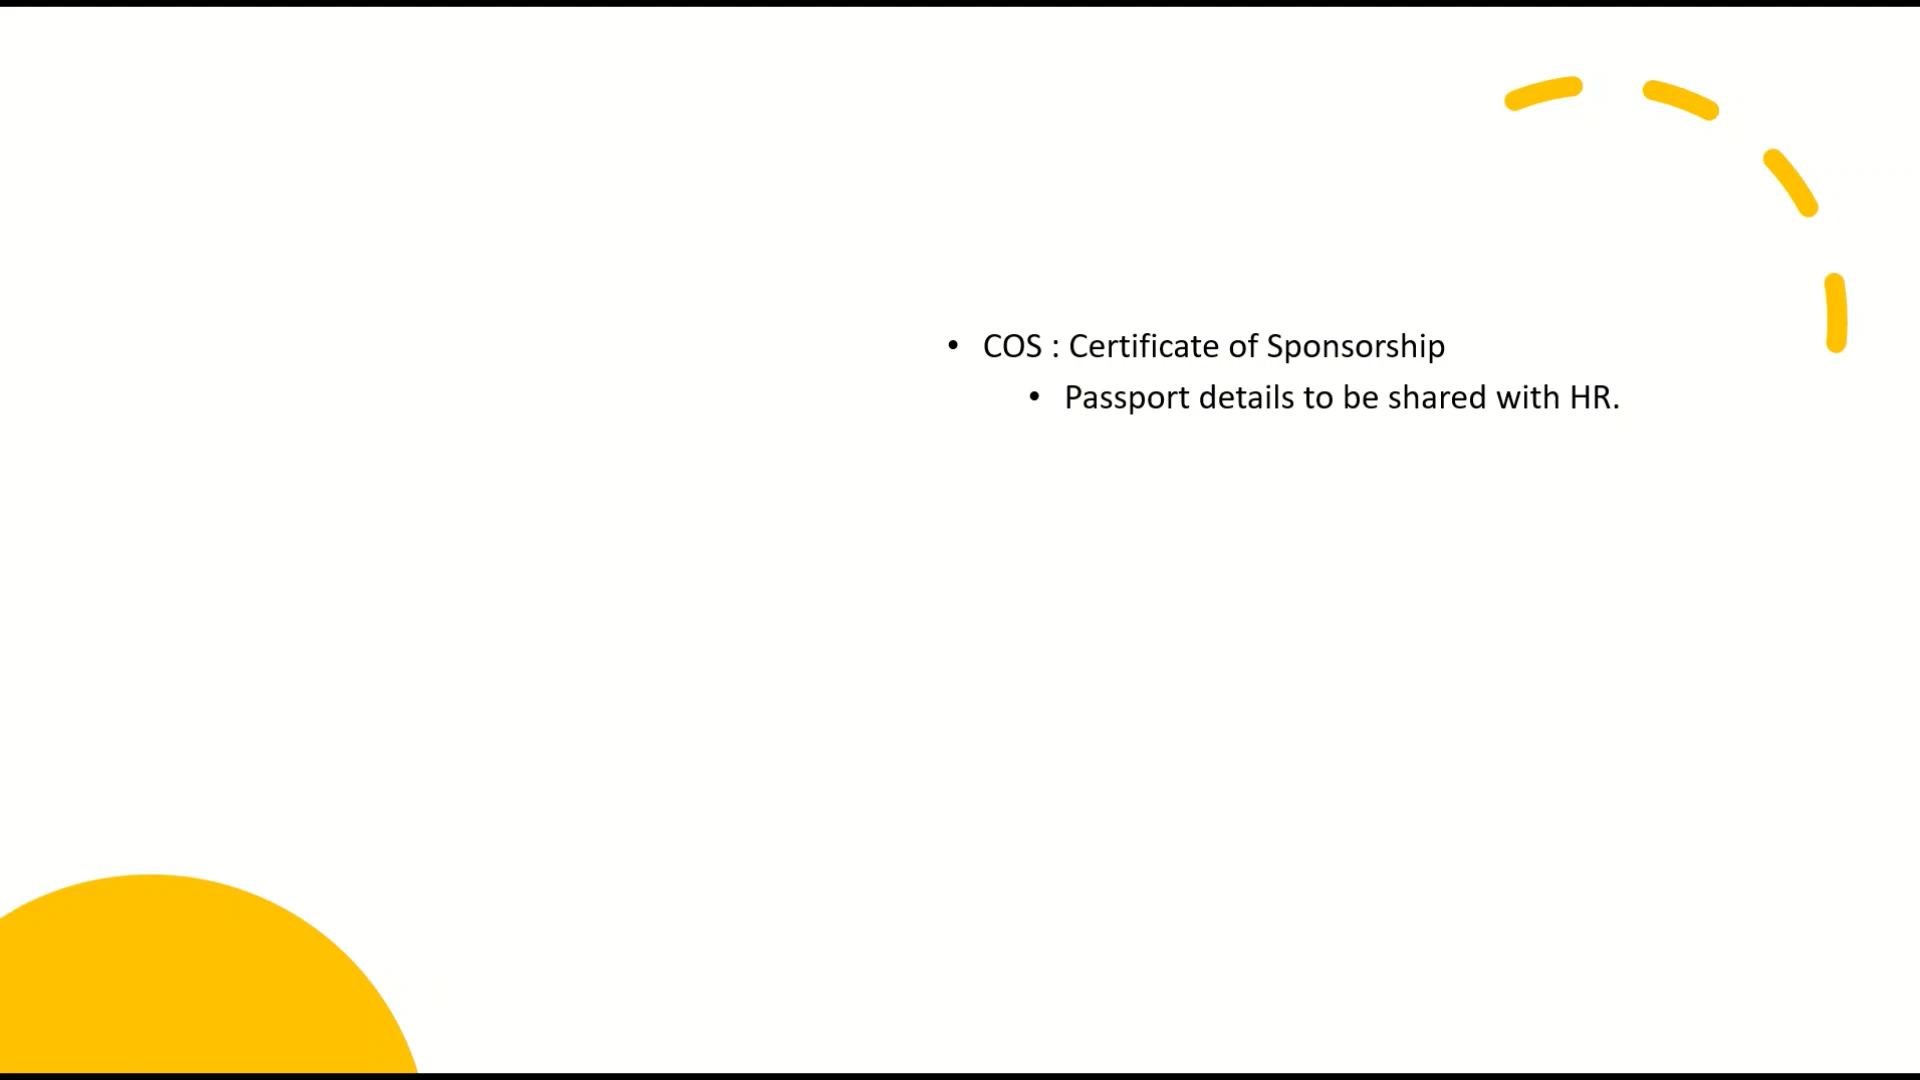 • COS : Certificate of Sponsorship
• Passport details to be shared with HR.